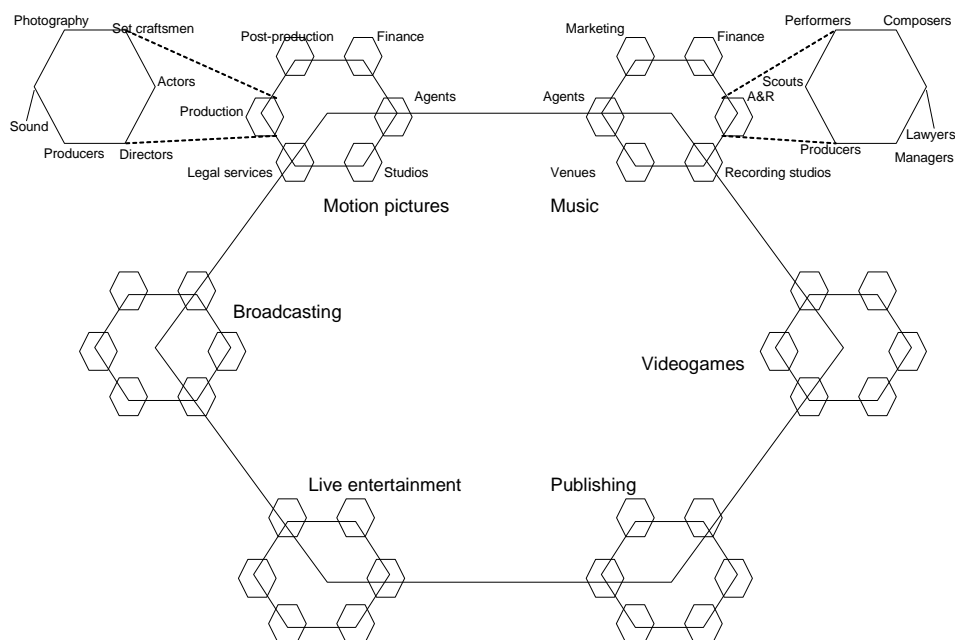 Photography
Set craftsmen
Actors
Sound
Producers
Directors
Post-production
Finance
Production
Agents
Legal services
Studios
Motion pictures
Marketing
Finance
Agents
A&R
Venues
Recording studios
Music
Performers
Composers
Scouts
Lawyers
Producers
Managers
Broadcasting
Videogames
Live entertainment
Publishing